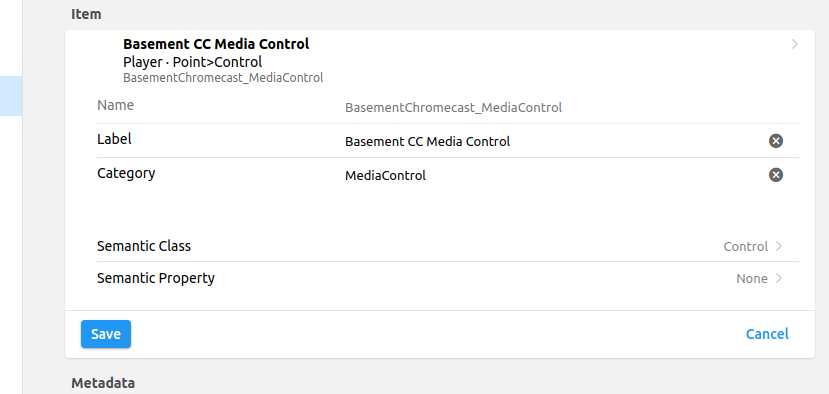 Item
Basement CC Media Control
Player · Point>Control
BasementChromecast_MediaControl
Name BasementChromecast_MediaControl
Label Basement CC Media Control
Category MediaControl
Semantic Class Control
Semantic Property None
Save Cancel
Metadata